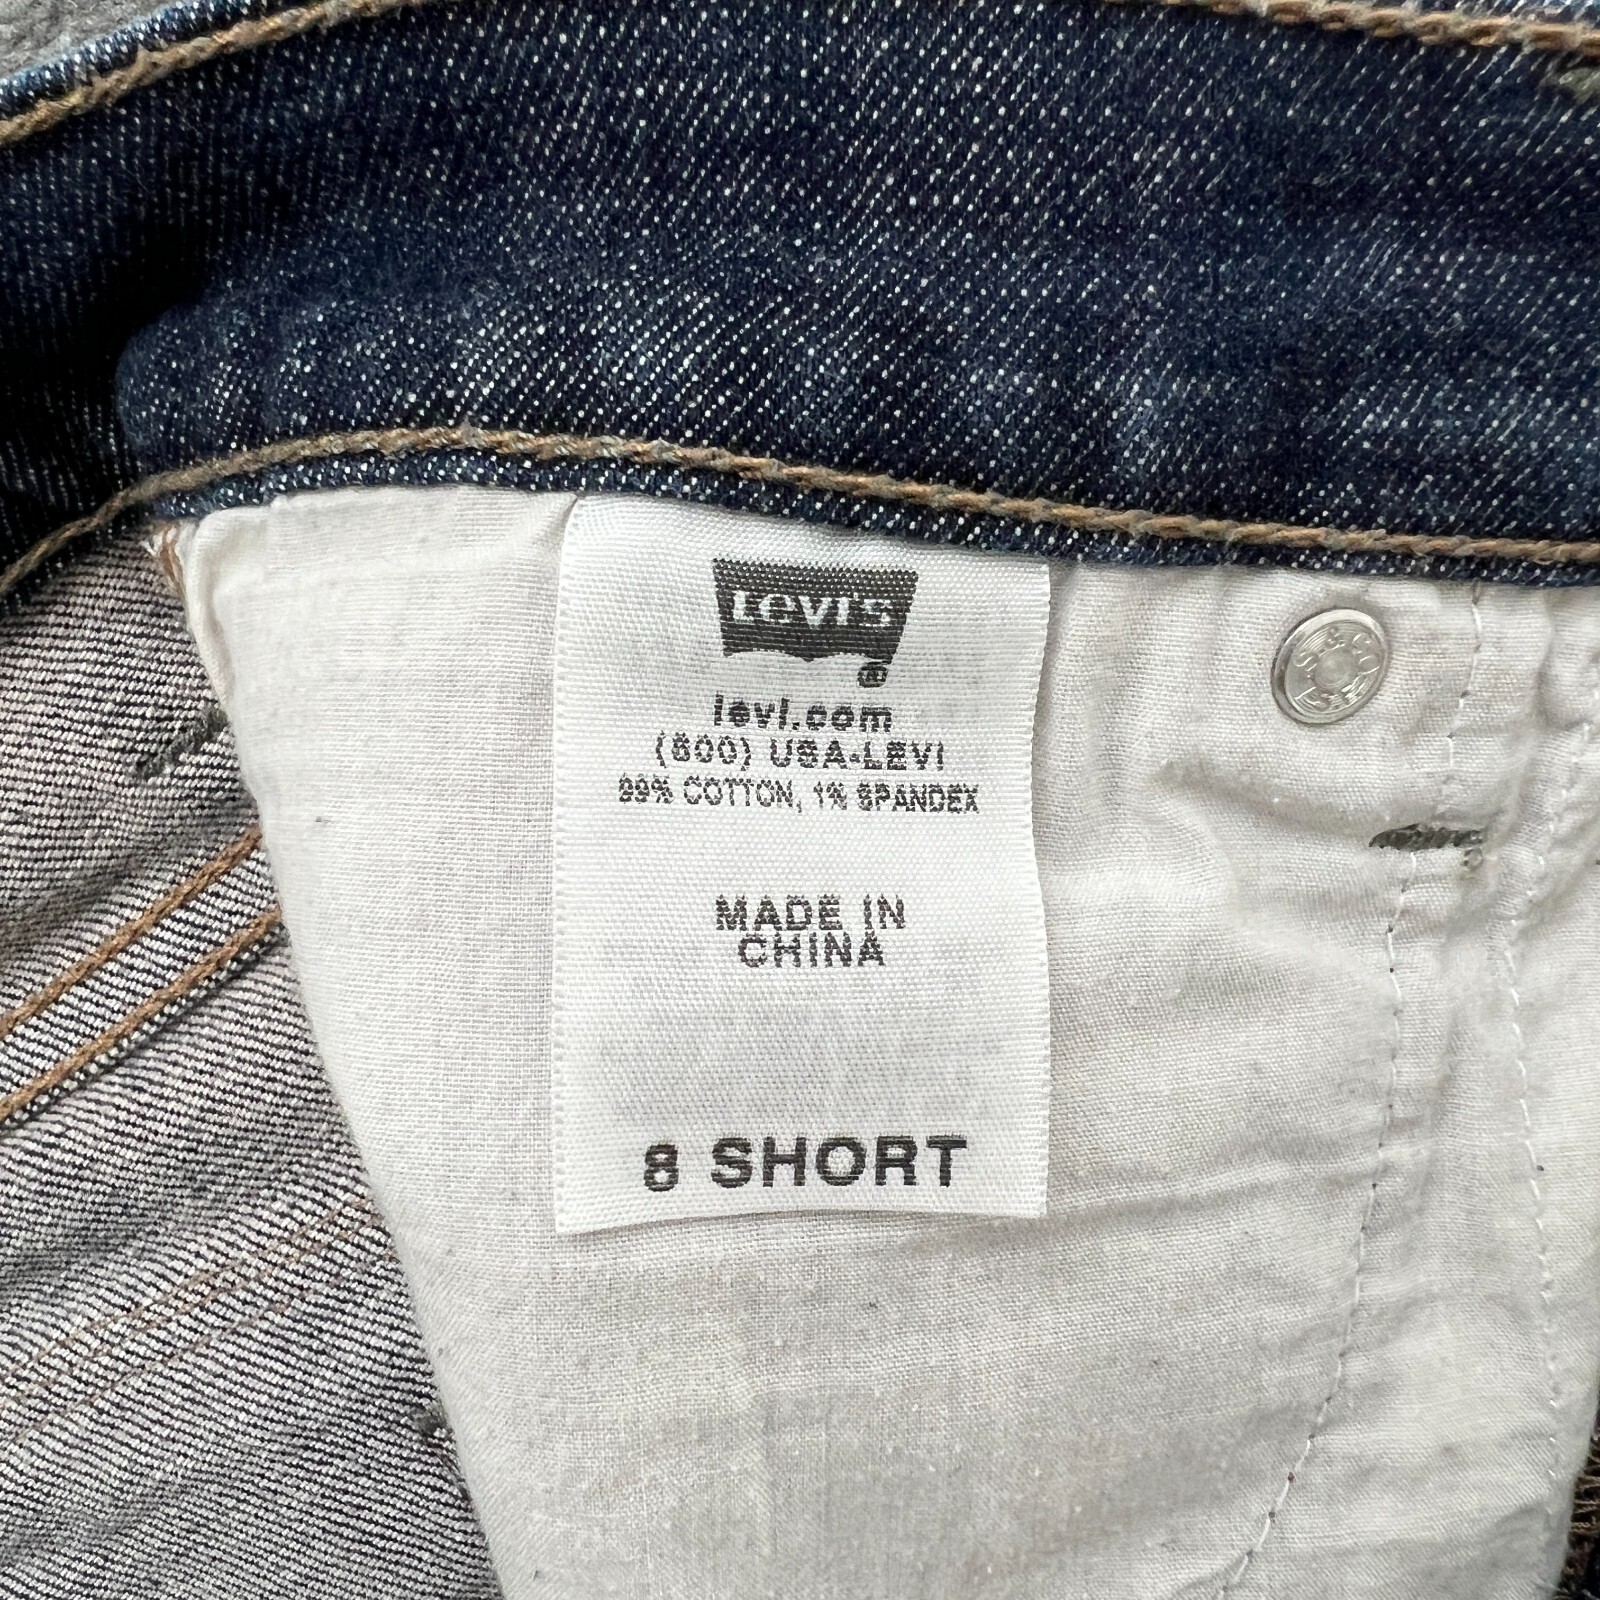 LEVI'S
®
levi.com
(800) USA-LEVI
99% COTTON, 1% SPANDEX
MADE IN
CHINA
8 SHORT